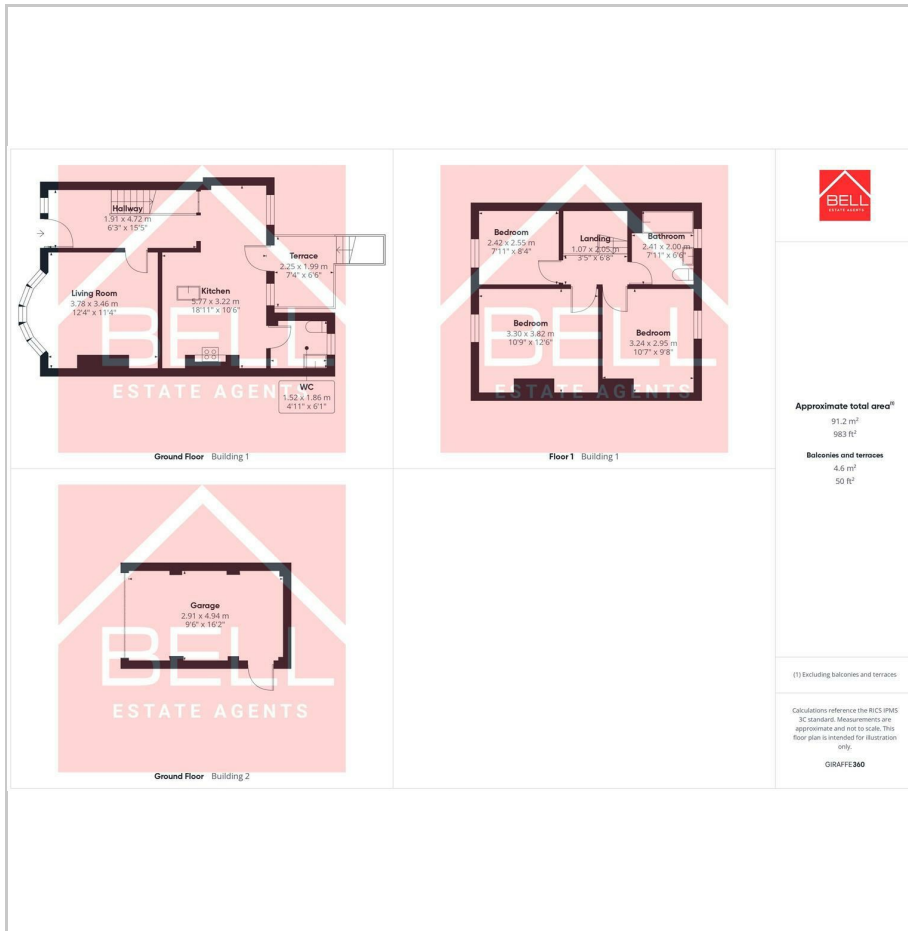 Hallway
1.91 x 4.72 m
6'3" x 15'5"
Living Room
3.78 x 3.46 m
12'4" x 11'4"
Kitchen
5.77 x 3.22 m
18'11" x 10'6"
Terrace
2.25 x 1.99 m
7'4" x 6'6"
WC
1.52 x 1.86 m
4'11" x 6'1"
BELL
ESTATE AGENTS
Ground Floor Building 1
Bedroom
2.42 x 2.55 m
7'11" x 8'4"
Landing
1.07 x 2.05 m
3'5" x 6'8"
Bathroom
2.41 x 2.00 m
7'11" x 6'6"
Bedroom
3.30 x 3.82 m
10'9" x 12'6"
Bedroom
3.24 x 2.95 m
10'7" x 9'8"
BELL
ESTATE AGENTS
Floor 1 Building 1
Garage
2.91 x 4.94 m
9'6" x 16'2"
BELL
ESTATE AGENTS
Ground Floor Building 2
BELL
ESTATE AGENTS
Approximate total area(1)
91.2 m²
983 ft²
Balconies and terraces
4.6 m²
50 ft²
(1) Excluding balconies and terraces
Calculations reference the RICS IPMS
3C standard. Measurements are
approximate and not to scale. This
floor plan is intended for illustration
only.
GIRAFFE360